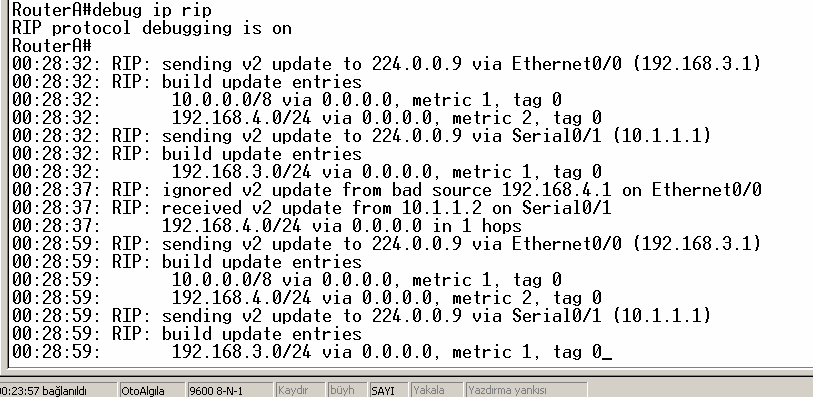 RouterA#debug ip rip
RIP protocol debugging is on
RouterA#
00:28:32: RIP: sending v2 update to 224.0.0.9 via Ethernet0/0 (192.168.3.1)
00:28:32: RIP: build update entries
00:28:32:       10.0.0.0/8 via 0.0.0.0, metric 1, tag 0
00:28:32:       192.168.4.0/24 via 0.0.0.0, metric 2, tag 0
00:28:32: RIP: sending v2 update to 224.0.0.9 via Serial0/1 (10.1.1.1)
00:28:32: RIP: build update entries
00:28:32:       192.168.3.0/24 via 0.0.0.0, metric 1, tag 0
00:28:37: RIP: ignored v2 update from bad source 192.168.4.1 on Ethernet0/0
00:28:37: RIP: received v2 update from 10.1.1.2 on Serial0/1
00:28:37:      192.168.4.0/24 via 0.0.0.0 in 1 hops
00:28:59: RIP: sending v2 update to 224.0.0.9 via Ethernet0/0 (192.168.3.1)
00:28:59: RIP: build update entries
00:28:59:       10.0.0.0/8 via 0.0.0.0, metric 1, tag 0
00:28:59:       192.168.4.0/24 via 0.0.0.0, metric 2, tag 0
00:28:59: RIP: sending v2 update to 224.0.0.9 via Serial0/1 (10.1.1.1)
00:28:59: RIP: build update entries
00:28:59:       192.168.3.0/24 via 0.0.0.0, metric 1, tag 0_
0:23:57 bağlanıldı OtoAlgıla 9600 8-N-1 Kaydır büyh SAYI Yakala Yazdırma yankısı